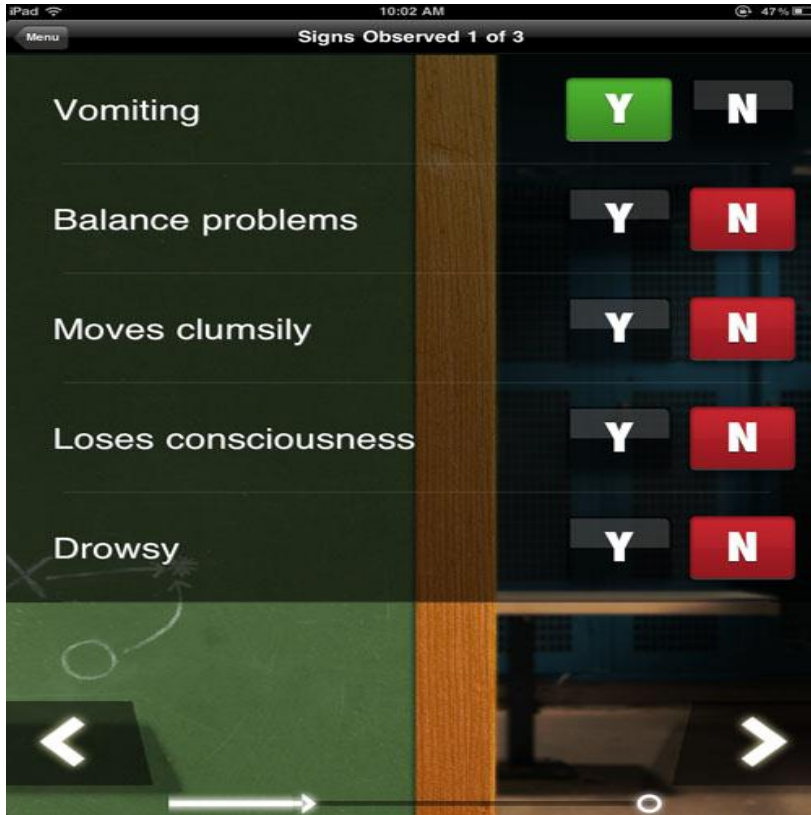 iPad 10:02 AM 47%
Menu Signs Observed 1 of 3
Vomiting Y N
Balance problems Y N
Moves clumsily Y N
Loses consciousness Y N
Drowsy Y N